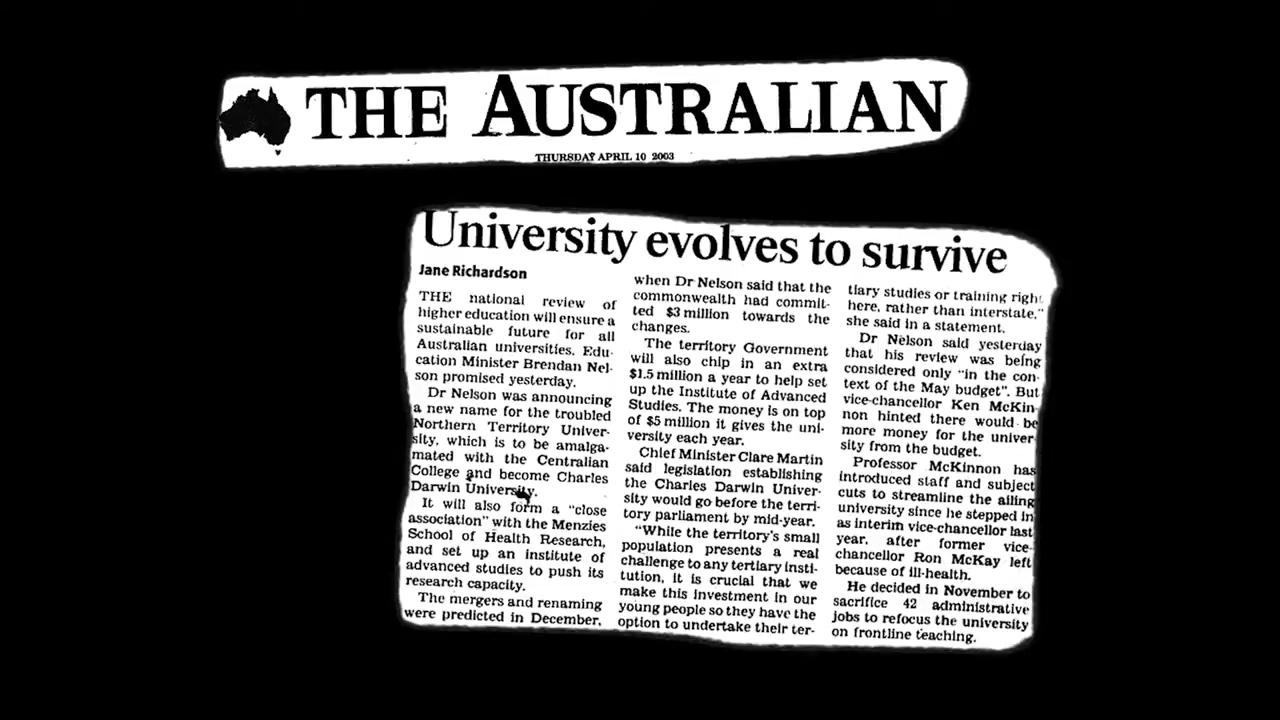 THE AUSTRALIAN
THURSDAY APRIL 10 2003
University evolves to survive
Jane Richardson
THE national review of
higher education will ensure a
sustainable future for all
Australian universities, Edu-
cation Minister Brendan Nel-
son promised yesterday.
Dr Nelson was announcing
a new name for the troubled
Northern Territory Univer-
sity, which is to be amalga-
mated with the Centralian
College and become Charles
Darwin University.
It will also form a "close
association" with the Menzies
School of Health Research,
and set up an institute of
advanced studies to push its
research capacity.
The mergers and renaming
were predicted in December,
when Dr Nelson said that the
commonwealth had commit-
ted $3 million towards the
changes.
The territory Government
will also chip in an extra
$1.5 million a year to help set
up the Institute of Advanced
Studies. The money is on top
of $5 million it gives the uni-
versity each year.
Chief Minister Clare Martin
said legislation establishing
the Charles Darwin Univer-
sity would go before the terri-
tory parliament by mid-year.
"While the territory's small
population presents a real
challenge to any tertiary insti-
tution, it is crucial that we
make this investment in our
young people so they have the
option to undertake their ter-
tiary studies or training right
here, rather than interstate,"
she said in a statement.
Dr Nelson said yesterday
that his review was being
considered only "in the con-
text of the May budget". But
vice-chancellor Ken McKin-
non hinted there would be
more money for the univer-
sity from the budget.
Professor McKinnon has
introduced staff and subject
cuts to streamline the ailing
university since he stepped in
as interim vice-chancellor last
year, after former vice-
chancellor Ron McKay left
because of ill-health.
He decided in November to
sacrifice 42 administrative
jobs to refocus the university
on frontline teaching.